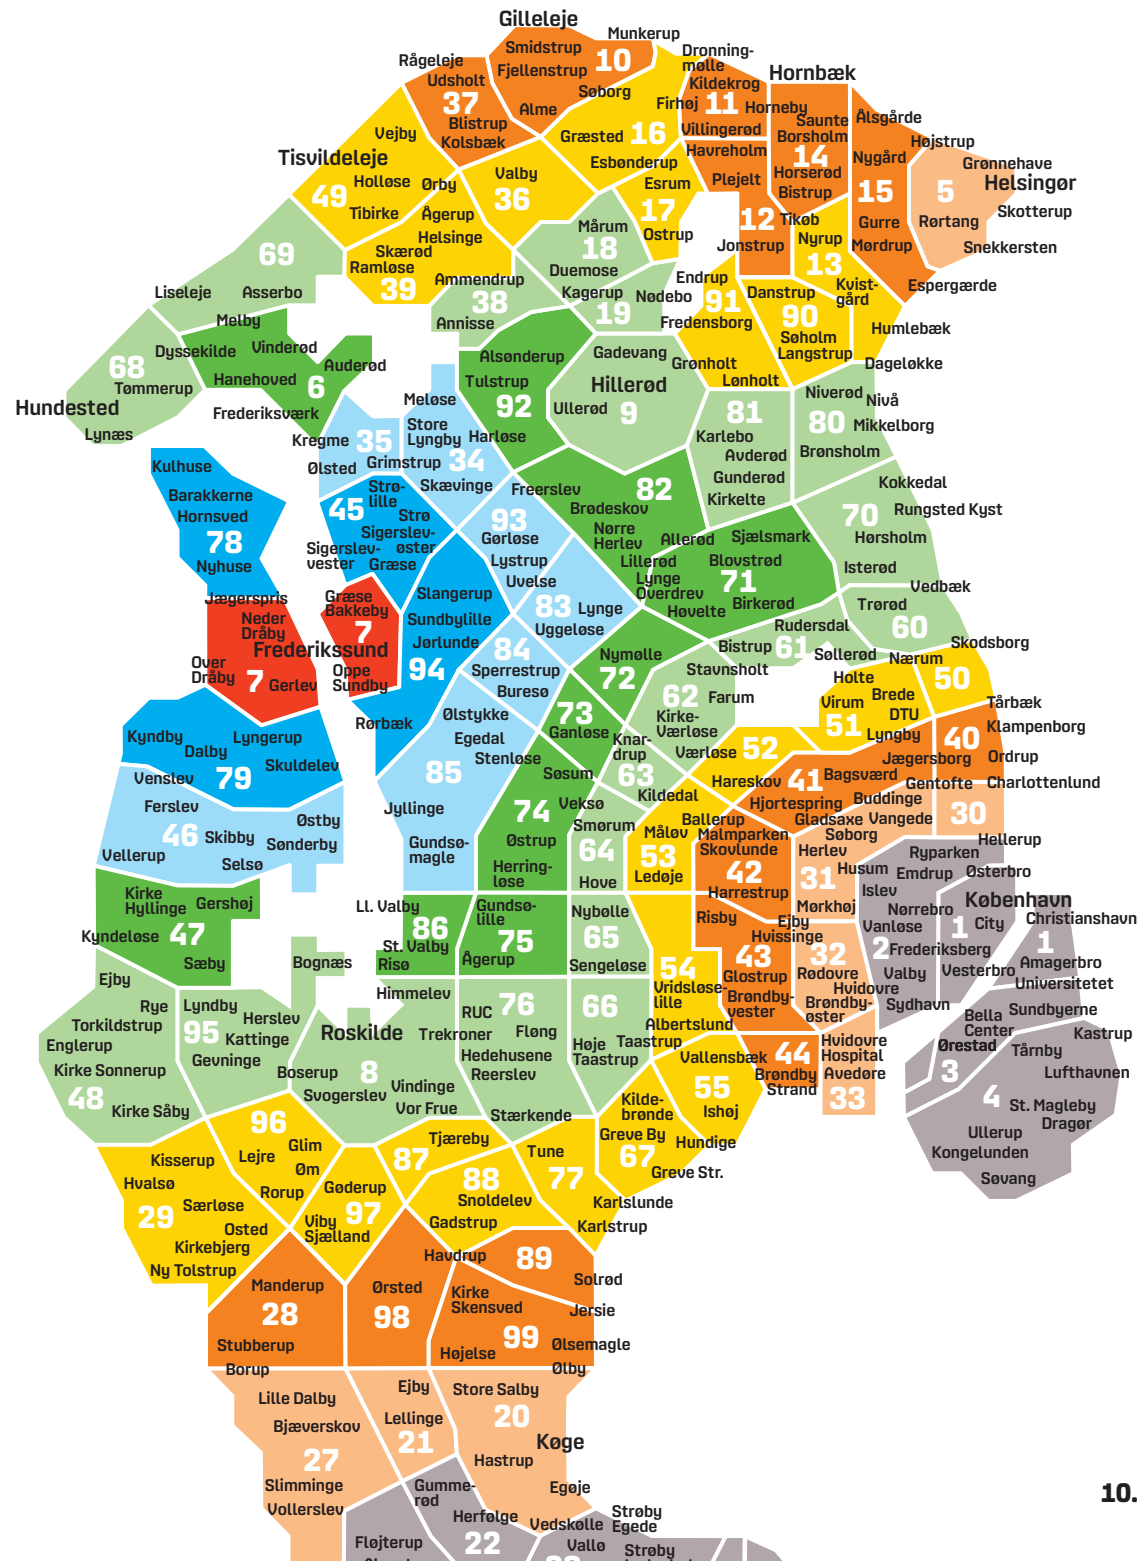 Gilleleje
Munkerup
Smidstrup
10
Fjellenstrup
Søborg
Alme
Rågeleje
Udsholt
37
Blistrup
Kolsbæk
Dronning-
mølle
Kildekrog
Firhøj
11
Villingerød
Hornbæk
Horneby
Saunte
Borsholm
14
Horserød
Bistrup
Ålsgårde
Højstrup
Nygård
15
Gurre
Mørdrup
Grønnehave
Helsingør
5
Skotterup
Rørtang
Snekkersten
Espergærde
Græsted
16
Esbønderup
Havreholm
Plejelt
12
Jonstrup
Esrum
17
Ostrup
Tikøb
Nyrup
13
Kvist-
gård
Vejby
Tisvildeleje
Holløse
49
Tibirke
Ørby
Valby
36
Ågerup
Helsinge
Skærød
Ramløse
39
Mårum
18
Duemose
Kagerup
19
Nødebo
Ammendrup
38
Annisse
Endrup
91
Fredensborg
Grønholt
Lønholt
Danstrup
90
Søholm
Langstrup
Humlebæk
Dageløkke
69
Liseleje
Asserbo
Melby
Dyssekilde
Vinderød
Auderød
Hanehoved
6
Frederiksværk
68
Tømmerup
Hundested
Lynæs
Alsønderup
Tulstrup
92
Harløse
Gadevang
Hillerød
Ullerød
9
81
Karlebo
Avderød
Gunderød
Kirkelte
Niverød
Nivå
80
Mikkelborg
Brønsholm
Meløse
Store
Lyngby
34
Grimstrup
Skævinge
Kregme
35
Ølsted
Kulhuse
Barakkerne
Hornsved
78
Nyhuse
Jægerspris
Strø-
lille
45
Strø
Sigerslev-
øster
Sigerslev-
vester
Græse
Freerslev
82
Brødeskov
Nørre
Herlev
93
Gørløse
Lystrup
Uvelse
Allerød
Sjælsmark
Lillerød
Blovstrød
71
Lynge
Overdrev
Høvelte
Birkerød
Kokkedal
70
Rungsted Kyst
Hørsholm
Isterød
Vedbæk
Trørød
60
Skodsborg
Græse
Bakkeby
7
Oppe
Sundby
Neder
Dråby
Frederikssund
Over
Dråby
7
Gerlev
Slangerup
Sundbylille
Jørlunde
94
Rørbæk
83
Lynge
Uggeløse
84
Sperrestrup
Buresø
Nymølle
72
Rudersdal
Bistrup
61
Søllerød
Stavnsholt
62
Farum
Kirke-
Værløse
Nærum
50
Holte
Virum
Brede
DTU
51
Lyngby
Tårbæk
Klampenborg
40
Ordrup
Jægersborg
Gentofte
Charlottenlund
30
Hellerup
Ølstykke
Egedal
Stenløse
85
Jyllinge
Gundsø-
magle
73
Ganløse
Knar-
drup
63
Kildedal
Værløse
52
Hareskov
41
Bagsværd
Hjortespring
Buddinge
Gladsaxe
Vangede
Søborg
Kyndby
Lyngerup
Dalby
Skuldelev
79
Venslev
Ferslev
Østby
46
Skibby
Sønderby
Vellerup
Selsø
Søsum
74
Veksø
Østrup
Herring-
løse
Smørum
64
Hove
Ballerup
Måløv
Malmparken
Skovlunde
53
Ledøje
42
Harrestrup
Herlev
31
Husum
Mørkhøj
Ryparken
Emdrup
Østerbro
Islev
Nørrebro
Vanløse
2
Frederiksberg
Valby
Hvidovre
Sydhavn
København
1
City
Vesterbro
Christianshavn
1
Amagerbro
Universitetet
Kirke
Hyllinge
Gershøj
Kyndeløse
47
Sæby
Ll. Valby
86
St. Valby
Risø
Gundsø-
lille
75
Ågerup
Nybølle
65
Sengeløse
Risby
Ejby
Hvissinge
43
Glostrup
Brøndby-
vester
32
Rødovre
Brøndby-
øster
54
Vridsløse-
lille
Albertslund
Ejby
Bognæs
Himmelev
Rye
Torkildstrup
Englerup
Kirke Sonnerup
48
Kirke Såby
Lyndby
Herslev
95
Kattinge
Gevninge
Roskilde
Boserup
8
Svogerslev
Vindinge
Vor Frue
RUC
76
Trekroner
Fløng
Hedehusene
Reerslev
Stærkende
66
Høje
Taastrup
Taastrup
Vallensbæk
44
Brøndby
Strand
55
Ishøj
Hvidovre
Hospital
Avedøre
33
Bella
Center
Sundbyerne
Ørestad
3
Kastrup
Tårnby
Lufthavnen
4
St. Magleby
Dragør
Ullerup
Kongelunden
Søvang
Kilde-
brønde
Greve By
Hundige
67
Greve Str.
96
Glim
Lejre
Øm
Rorup
Kisserup
Hvalsø
29
Særløse
Osted
Kirkebjerg
Ny Tolstrup
Tjæreby
87
Gøderup
97
Viby
Sjælland
88
Snoldelev
Gadstrup
Tune
77
Karlslunde
Karlstrup
Havdrup
89
Solrød
Jersie
Manderup
28
Stubberup
Borup
Ørsted
98
Kirke
Skensved
99
Højelse
Ølsemagle
Ølby
Lille Dalby
Bjæverskov
27
Slimminge
Vollerslev
Ejby
Lellinge
21
Store Salby
20
Køge
Hastrup
Egøje
10.
Gumme-
rød
Herfølge
22
Vedskølle
Vallø
Strøby
Egede
Strøby
Fløjterup